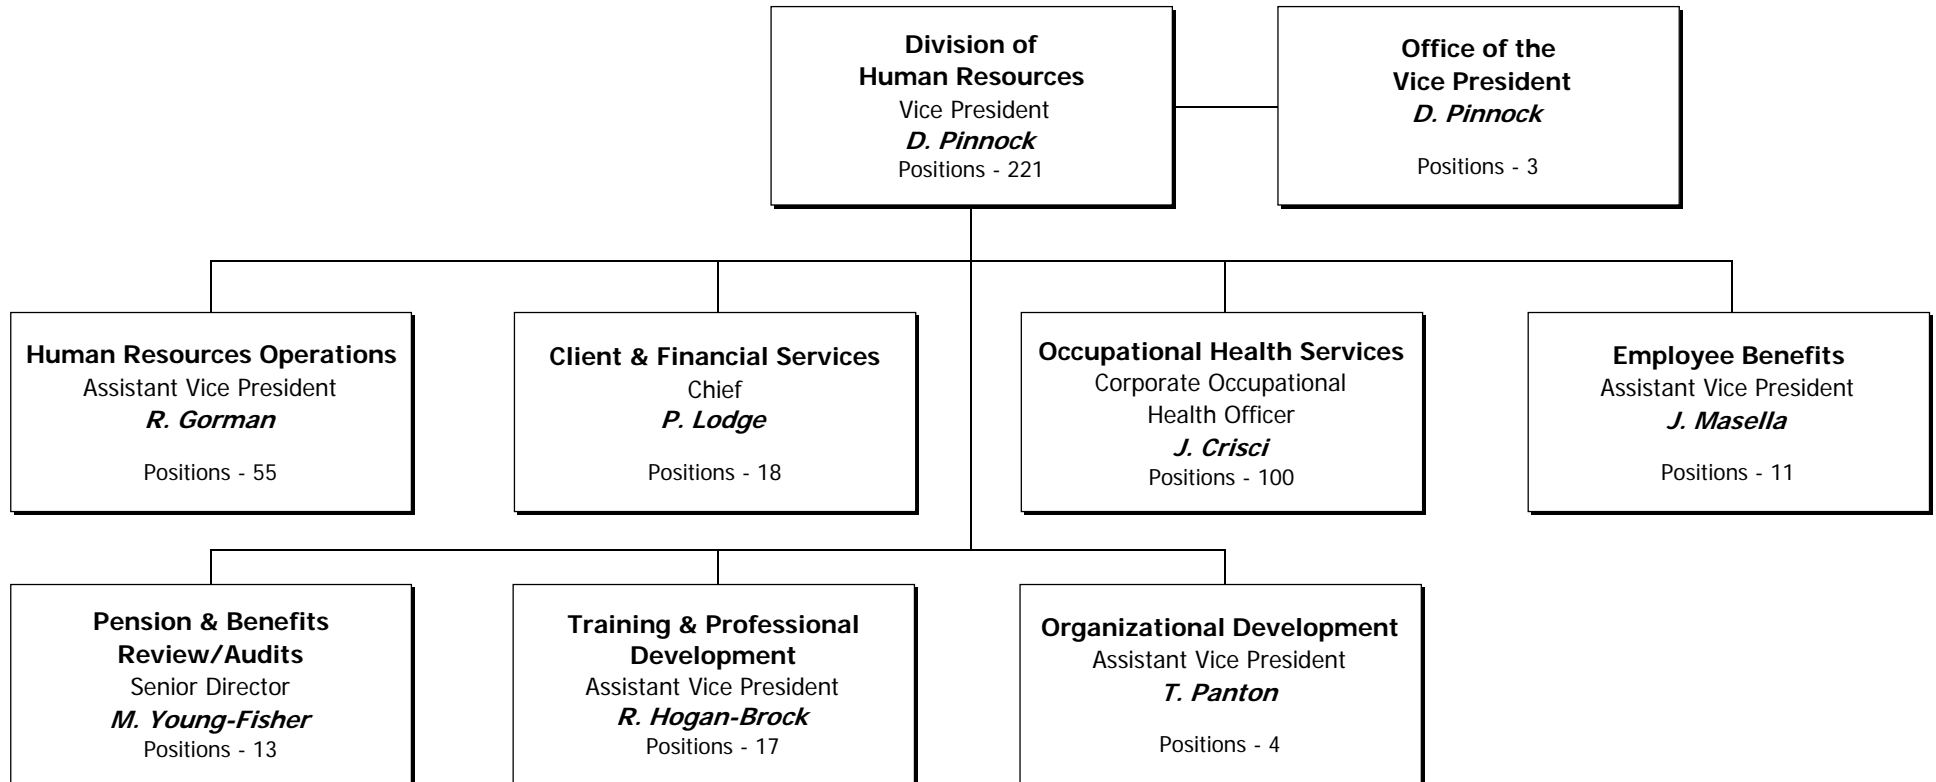 Division of
Human Resources
Vice President
D. Pinnock
Positions - 221
Office of the
Vice President
D. Pinnock
Positions - 3
Human Resources Operations
Assistant Vice President
R. Gorman
Positions - 55
Client & Financial Services
Chief
P. Lodge
Positions - 18
Occupational Health Services
Corporate Occupational
Health Officer
J. Crisci
Positions - 100
Employee Benefits
Assistant Vice President
J. Masella
Positions - 11
Pension & Benefits
Review/Audits
Senior Director
M. Young-Fisher
Positions - 13
Training & Professional
Development
Assistant Vice President
R. Hogan-Brock
Positions - 17
Organizational Development
Assistant Vice President
T. Panton
Positions - 4